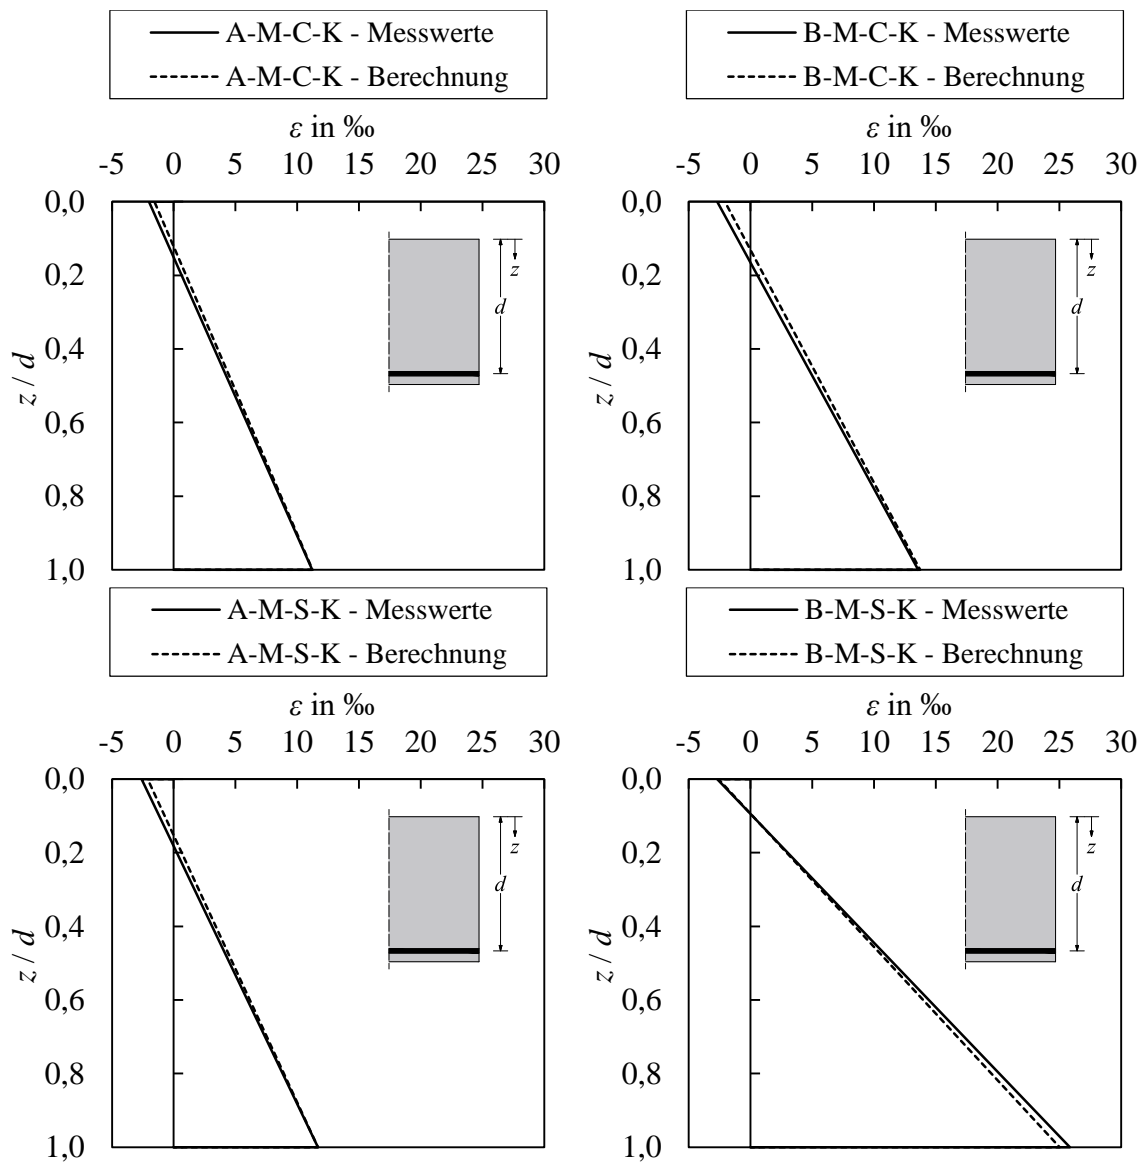 A-M-C-K - Messwerte
A-M-C-K - Berechnung
ε in ‰
-5 0 5 10 15 20 25 30
0,0
0,2
0,4
0,6
0,8
1,0
z / d
d
z
B-M-C-K - Messwerte
B-M-C-K - Berechnung
ε in ‰
-5 0 5 10 15 20 25 30
0,0
0,2
0,4
0,6
0,8
1,0
z / d
d
z
A-M-S-K - Messwerte
A-M-S-K - Berechnung
ε in ‰
-5 0 5 10 15 20 25 30
0,0
0,2
0,4
0,6
0,8
1,0
z / d
d
z
B-M-S-K - Messwerte
B-M-S-K - Berechnung
ε in ‰
-5 0 5 10 15 20 25 30
0,0
0,2
0,4
0,6
0,8
1,0
z / d
d
z